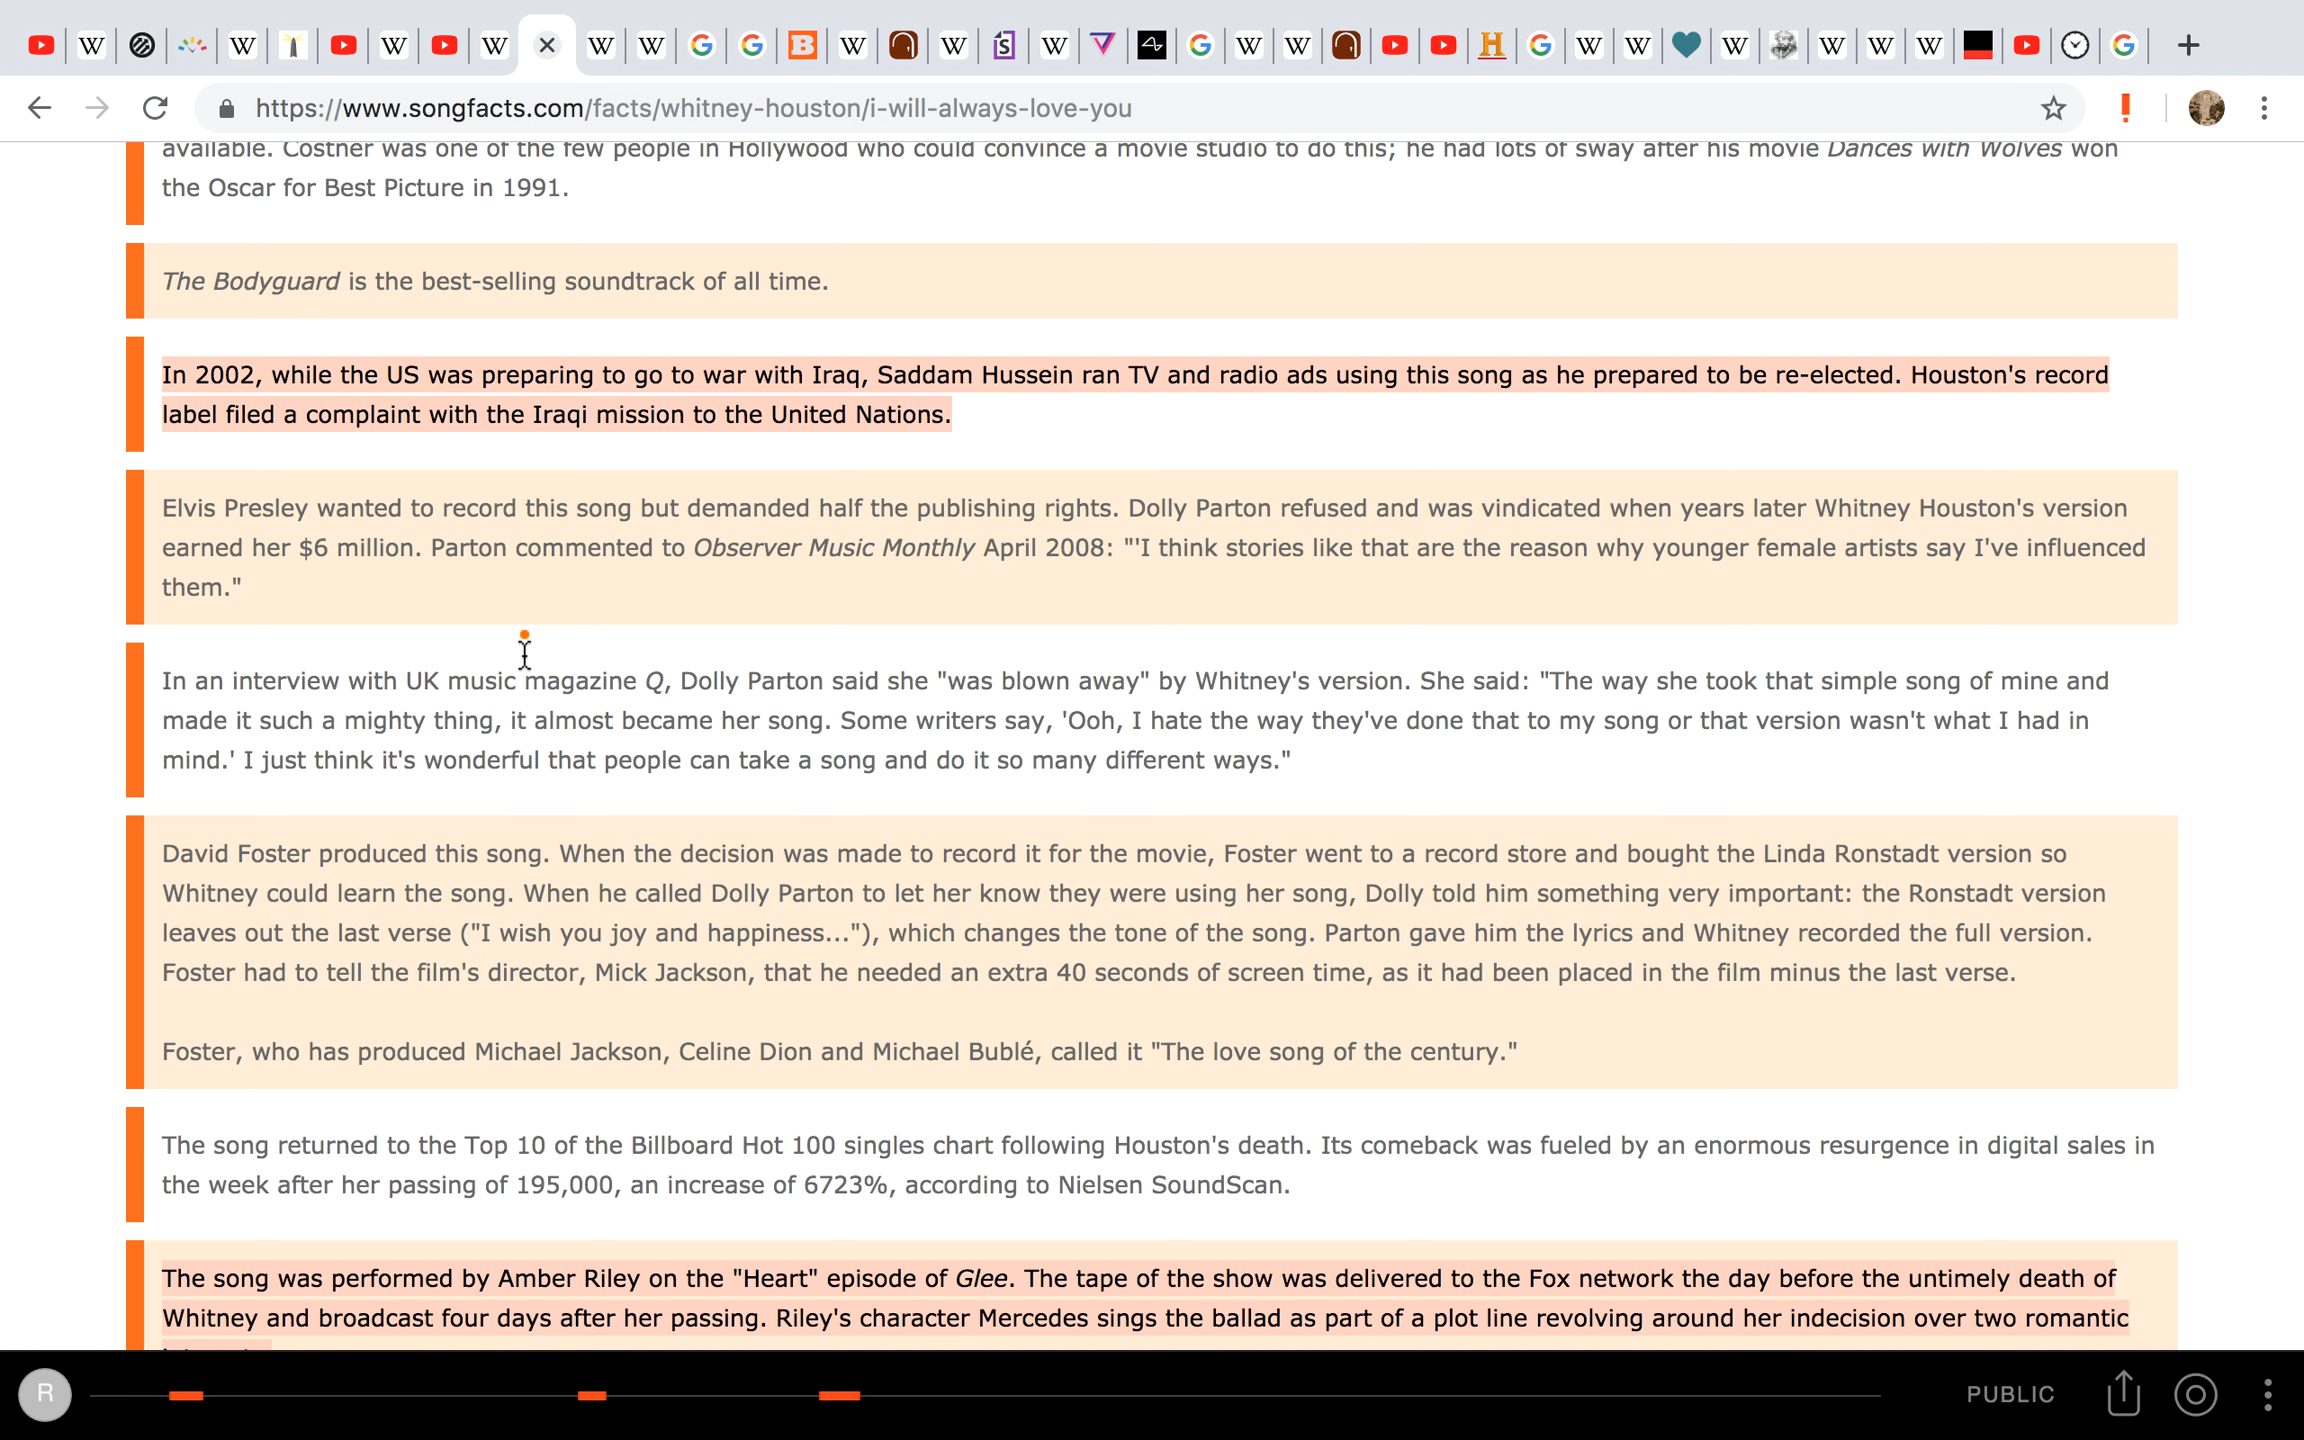 https://www.songfacts.com/facts/whitney-houston/i-will-always-love-you
available. Costner was one of the few people in Hollywood who could convince a movie studio to do this; he had lots of sway after his movie Dances with Wolves won
the Oscar for Best Picture in 1991.
The Bodyguard is the best-selling soundtrack of all time.
In 2002, while the US was preparing to go to war with Iraq, Saddam Hussein ran TV and radio ads using this song as he prepared to be re-elected. Houston's record
label filed a complaint with the Iraqi mission to the United Nations.
Elvis Presley wanted to record this song but demanded half the publishing rights. Dolly Parton refused and was vindicated when years later Whitney Houston's version
earned her $6 million. Parton commented to Observer Music Monthly April 2008: "'I think stories like that are the reason why younger female artists say I've influenced
them."
In an interview with UK music magazine Q, Dolly Parton said she "was blown away" by Whitney's version. She said: "The way she took that simple song of mine and
made it such a mighty thing, it almost became her song. Some writers say, 'Ooh, I hate the way they've done that to my song or that version wasn't what I had in
mind.' I just think it's wonderful that people can take a song and do it so many different ways."
David Foster produced this song. When the decision was made to record it for the movie, Foster went to a record store and bought the Linda Ronstadt version so
Whitney could learn the song. When he called Dolly Parton to let her know they were using her song, Dolly told him something very important: the Ronstadt version
leaves out the last verse ("I wish you joy and happiness..."), which changes the tone of the song. Parton gave him the lyrics and Whitney recorded the full version.
Foster had to tell the film's director, Mick Jackson, that he needed an extra 40 seconds of screen time, as it had been placed in the film minus the last verse.
Foster, who has produced Michael Jackson, Celine Dion and Michael Bublé, called it "The love song of the century."
The song returned to the Top 10 of the Billboard Hot 100 singles chart following Houston's death. Its comeback was fueled by an enormous resurgence in digital sales in
the week after her passing of 195,000, an increase of 6723%, according to Nielsen SoundScan.
The song was performed by Amber Riley on the "Heart" episode of Glee. The tape of the show was delivered to the Fox network the day before the untimely death of
Whitney and broadcast four days after her passing. Riley's character Mercedes sings the ballad as part of a plot line revolving around her indecision over two romantic
R
PUBLIC